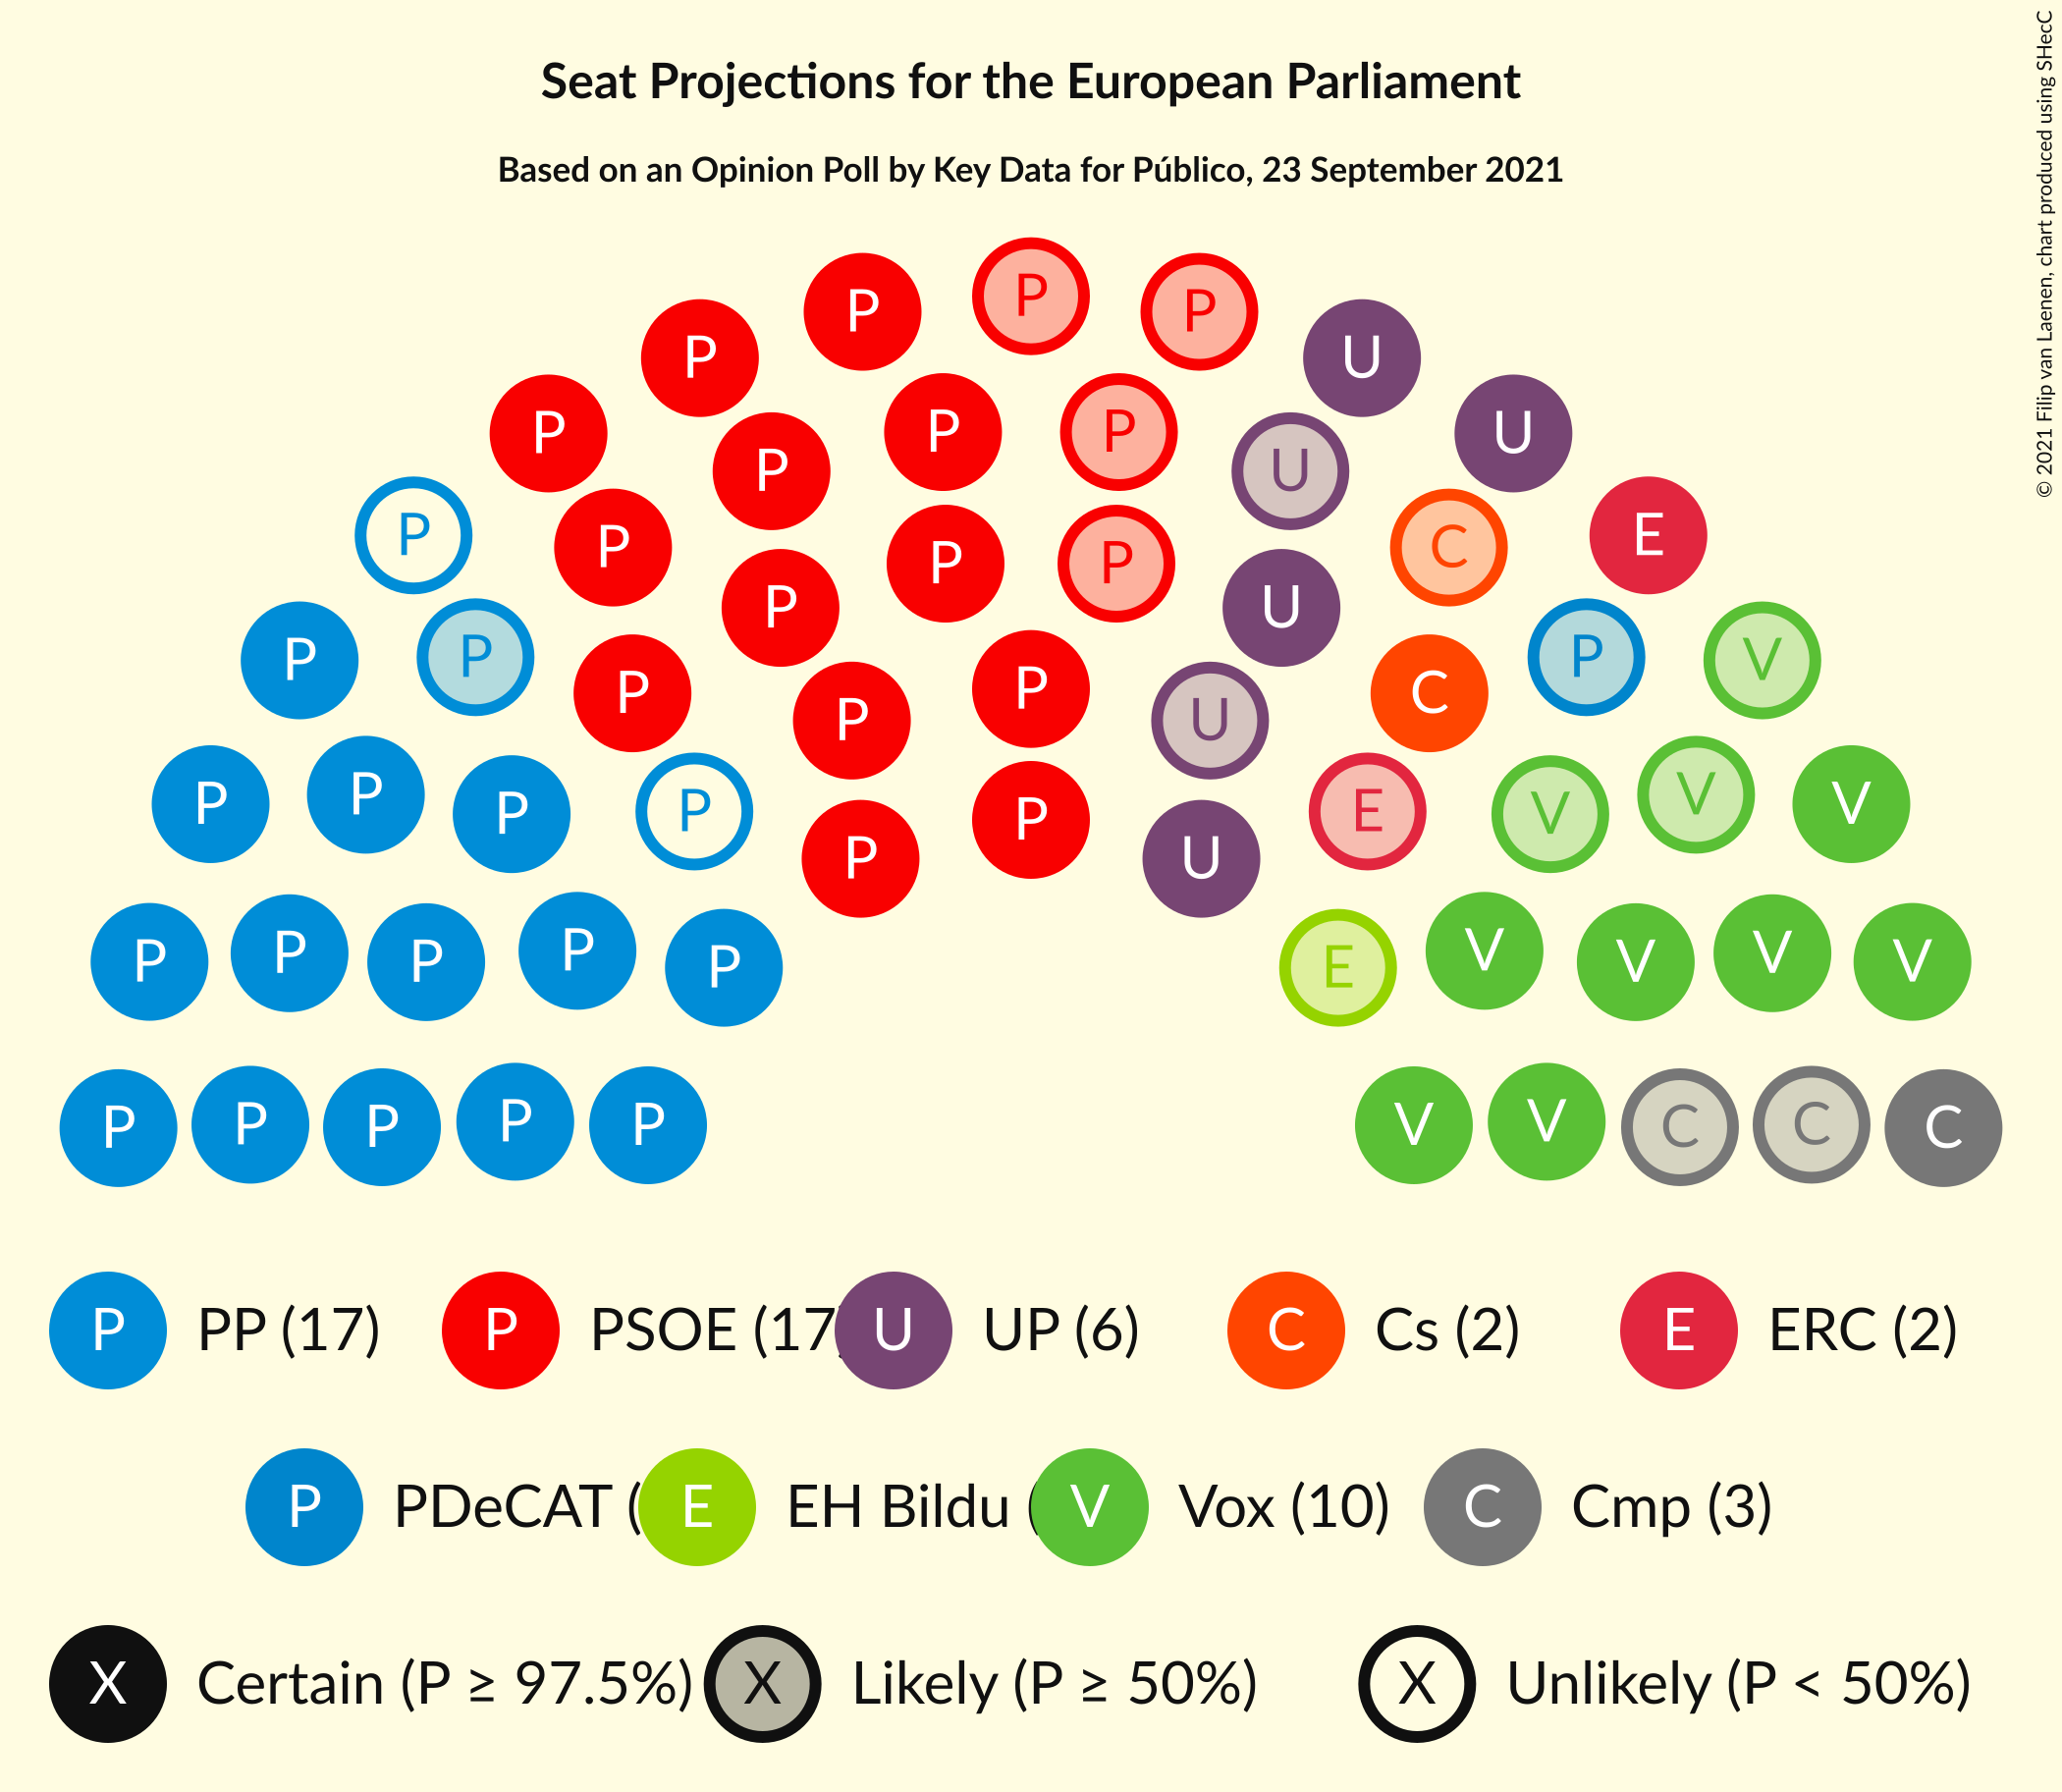 Seat Projections for the European Parliament
Based on an Opinion Poll by Key Data for Público, 23 September 2021
© 2021 Filip van Laenen, chart produced using SHecC
P P P P
P P P U
P P P U U
P C E
P P P P
P P U
P P P V
P P U
P P C
P P P P E V V V
P P U
P P P P P E V V V V
P P P P P V V C C C
P PP (17) P PSOE (17 U UP (6) C Cs (2) E ERC (2)
P PDeCAT ( E EH Bildu ( V Vox (10) C Cmp (3)
X Certain (P ≥ 97.5%) X Likely (P ≥ 50%) X Unlikely (P < 50%)